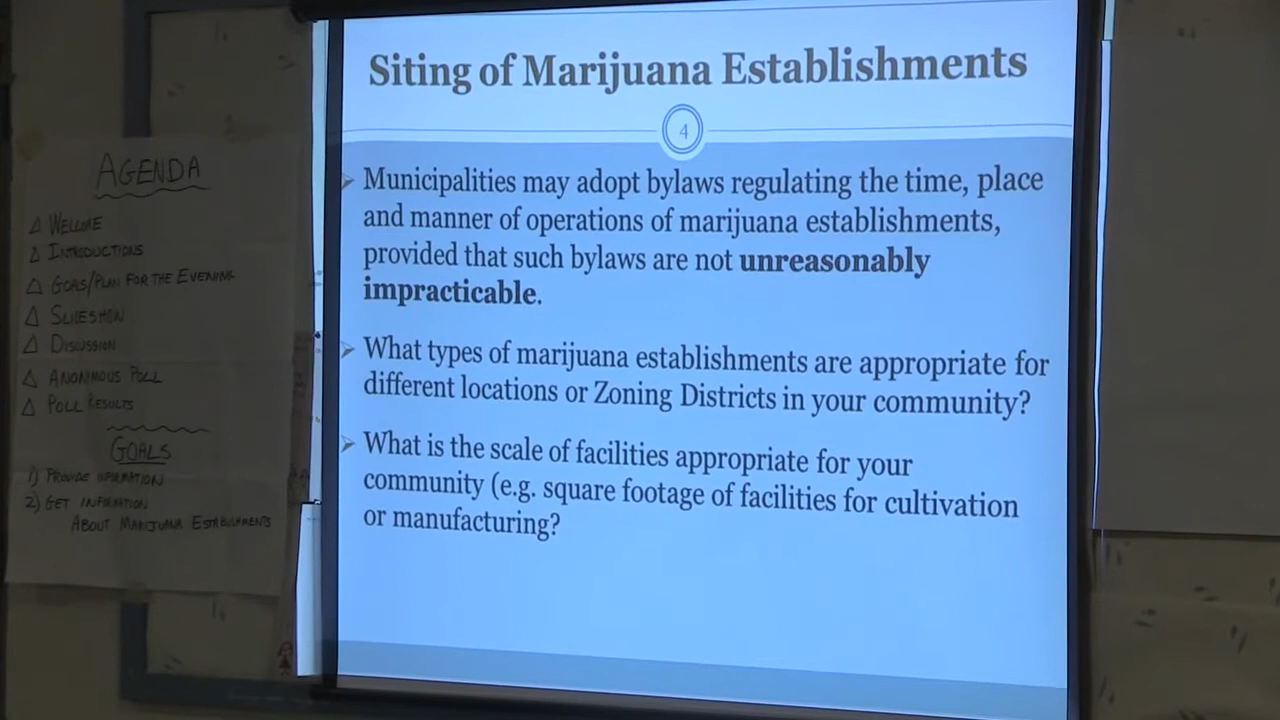 AGENDA
Δ WELCOME
Δ INTRODUCTIONS
Δ GOAS/PLAN FOR THE EVENING
Δ SLIDESHOW
Δ DISCUSSION
Δ ANONIMOUS POLL
Δ POLL RESULTS
GOALS
1) PROVIDE
2) GET INFORMATION
ABOUT MARIJUANA ESTABLISHMENTS
Siting of Marijuana Establishments
4
➢ Municipalities may adopt bylaws regulating the time, place
and manner of operations of marijuana establishments,
provided that such bylaws are not unreasonably
impracticable.
➢ What types of marijuana establishments are appropriate for
different locations or Zoning Districts in your community?
➢ What is the scale of facilities appropriate for your
community (e.g. square footage of facilities for cultivation
or manufacturing?